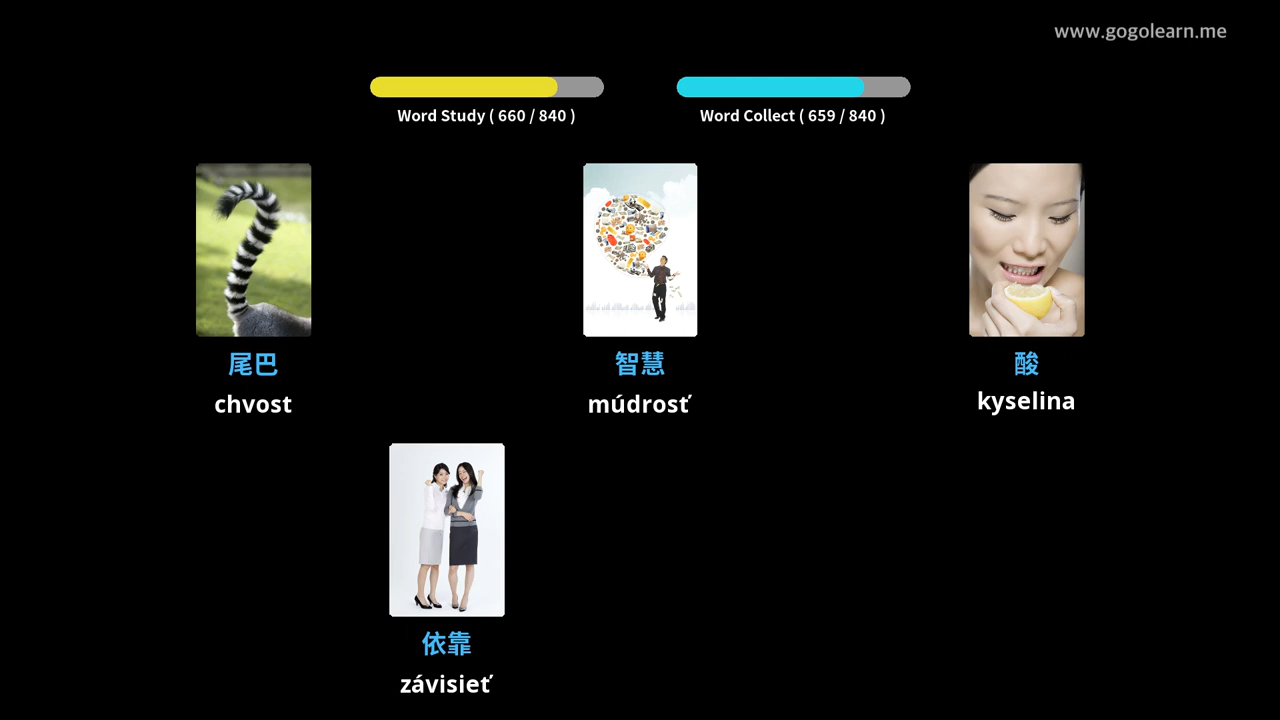 www.gogolearn.me
Word Study ( 660 / 840 )
Word Collect ( 659 / 840 )
尾巴
chvost
智慧
múdrosť
酸
kyselina
依靠
závisieť